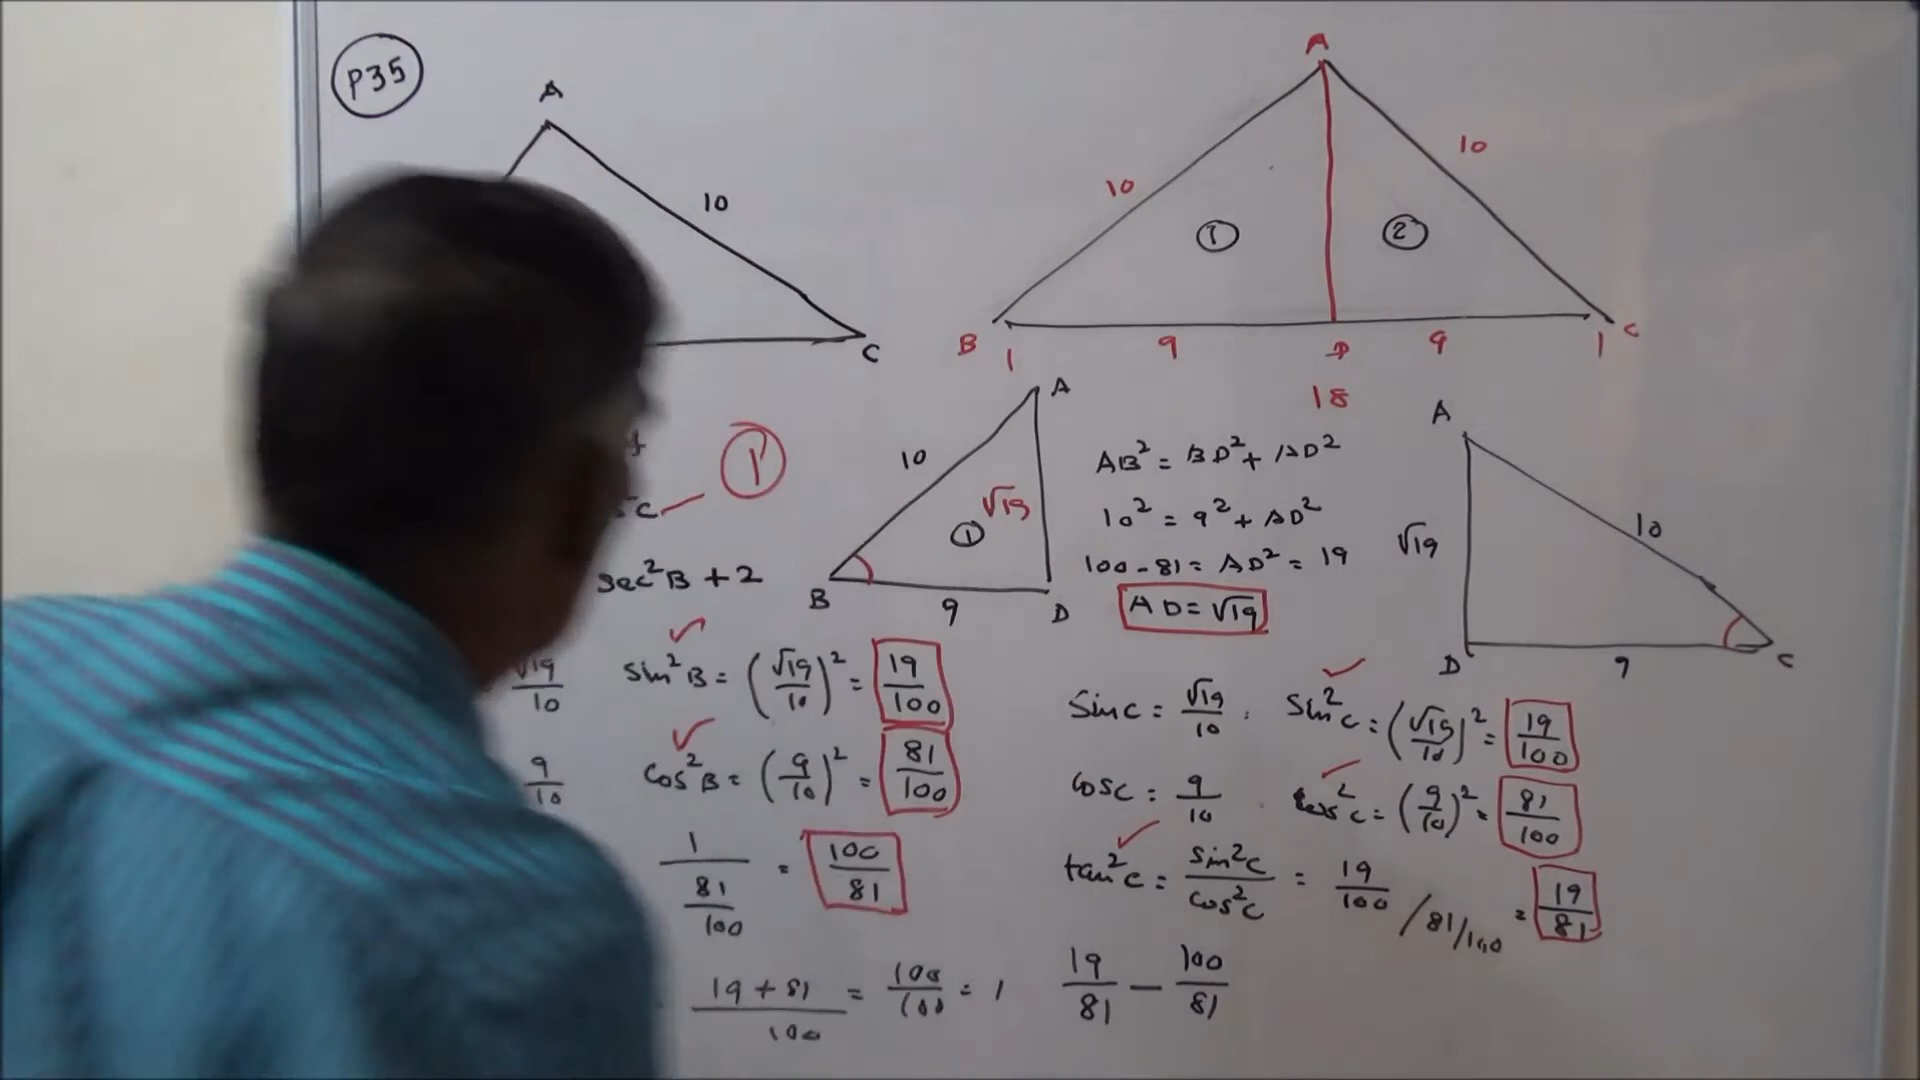 P35
A
10
C
A
10
10
①
②
B
1
9
D
9
1
C
18
①
C
sec²B + 2
A
10
√19
①
B
9
D
AB² = BD² + AD²
10² = 9² + AD²
100 - 81 = AD² = 19
AD = √19
A
√19
10
D
9
C
√19/10
sin²B = (√19/10)² = 19/100
9/10
cos²B = (9/10)² = 81/100
1/(81/100) = 100/81
(19 + 81)/100 = 100/100 = 1
sinc = √19/10 . sin²c = (√19/10)² = 19/100
cosc = 9/10 . cos²c = (9/10)² = 81/100
tan²c = sin²c/cos²c = 19/100 / 81/100 = 19/81
19/81 - 100/81